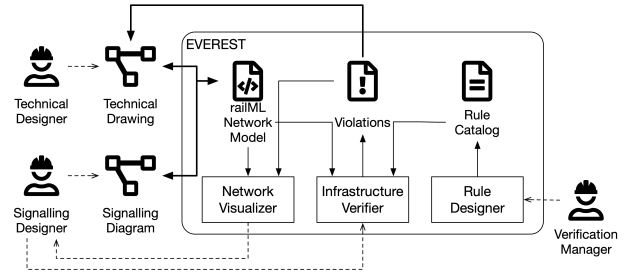 EVEREST
Technical
Designer
Technical
Drawing
railML
Network
Model
Violations
Rule
Catalog
Signalling
Designer
Signalling
Diagram
Network
Visualizer
Infrastructure
Verifier
Rule
Designer
Verification
Manager